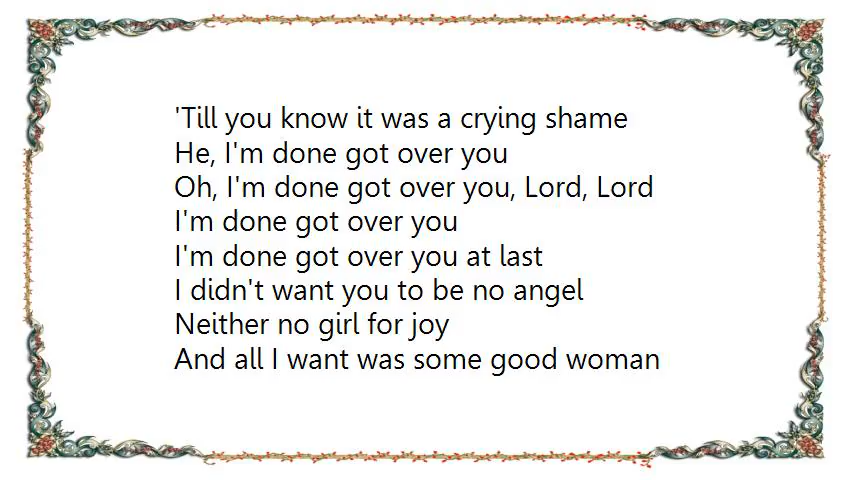 'Till you know it was a crying shame
He, I'm done got over you
Oh, I'm done got over you, Lord, Lord
I'm done got over you
I'm done got over you at last
I didn't want you to be no angel
Neither no girl for joy
And all I want was some good woman